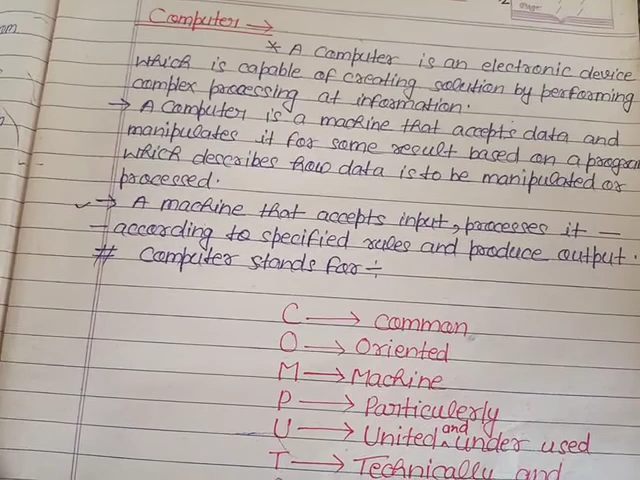 Computer →
* A Computer is an electronic device
which is capable of creating solution by performing
complex processing at information.
→ A Computer is a machine that accepts data and
manipulates it for some result based on a program
which describes how data is to be manipulated or
processed.
→ A machine that accepts input, processes it —
— according to specified rules and produce output.
# Computer stands for ÷
C → Common
O → Oriented
M → Machine
P → Particulerly
U → United and under used
T → Technically and